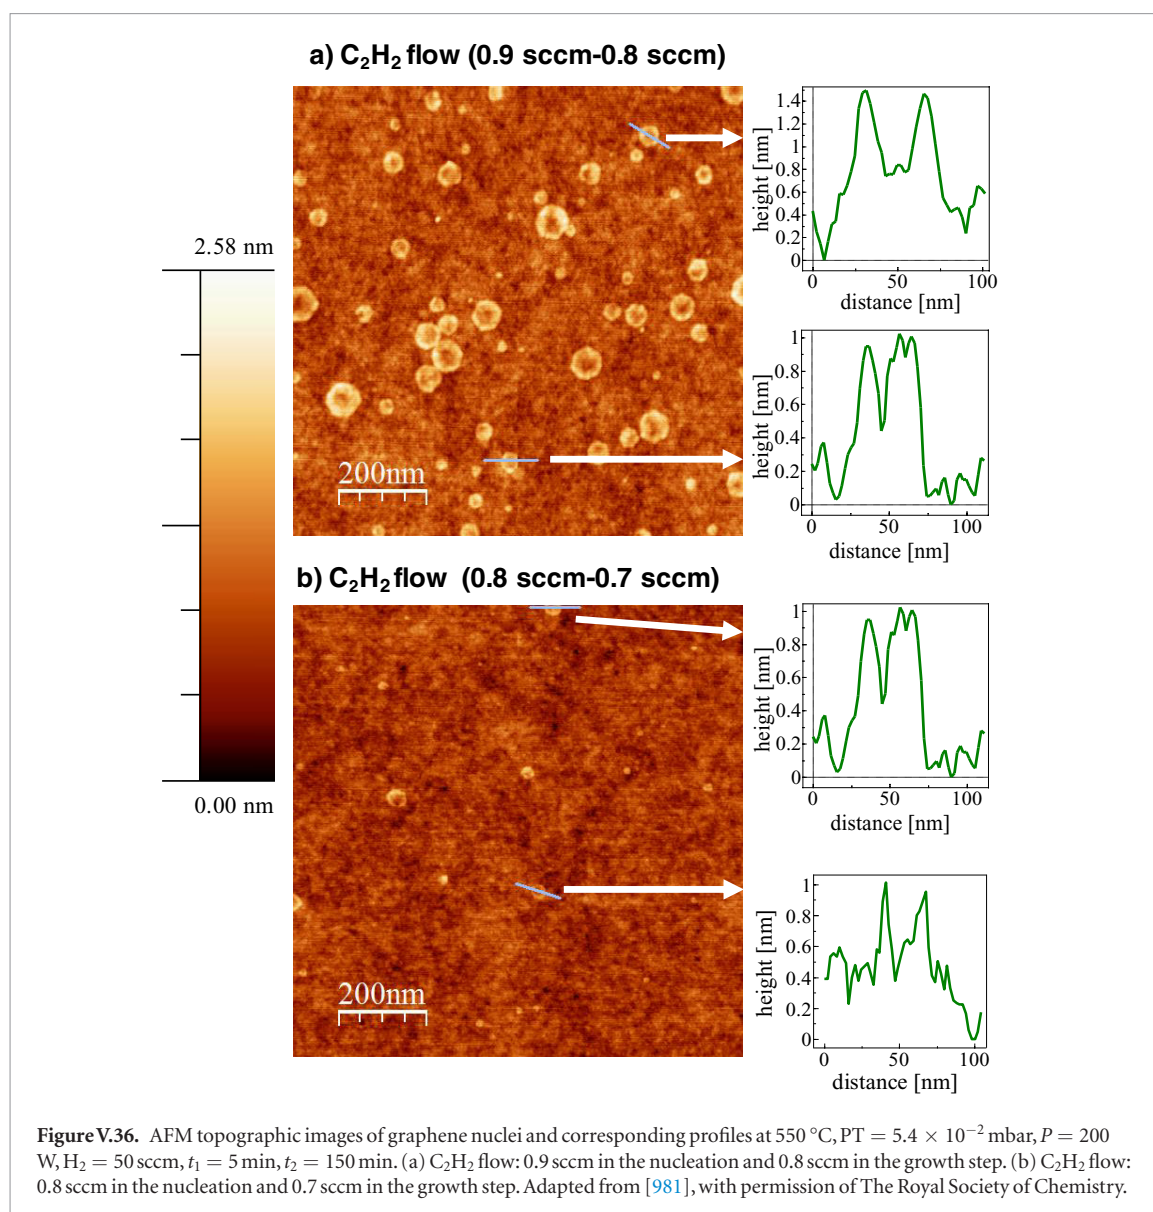 a) C₂H₂ flow (0.9 sccm-0.8 sccm)
2.58 nm
0.00 nm
200nm
height [nm]
1.4
1.2
1
0.8
0.6
0.4
0.2
0
0 50 100
distance [nm]
height [nm]
1
0.8
0.6
0.4
0.2
0
0 50 100
distance [nm]
b) C₂H₂ flow (0.8 sccm-0.7 sccm)
200nm
height [nm]
1
0.8
0.6
0.4
0.2
0
0 50 100
distance [nm]
height [nm]
1
0.8
0.6
0.4
0.2
0
0 50 100
distance [nm]
Figure V.36. AFM topographic images of graphene nuclei and corresponding profiles at 550 °C, PT = 5.4 × 10⁻² mbar, P = 200
W, H₂ = 50 sccm, t₁ = 5 min, t₂ = 150 min. (a) C₂H₂ flow: 0.9 sccm in the nucleation and 0.8 sccm in the growth step. (b) C₂H₂ flow:
0.8 sccm in the nucleation and 0.7 sccm in the growth step. Adapted from [981], with permission of The Royal Society of Chemistry.